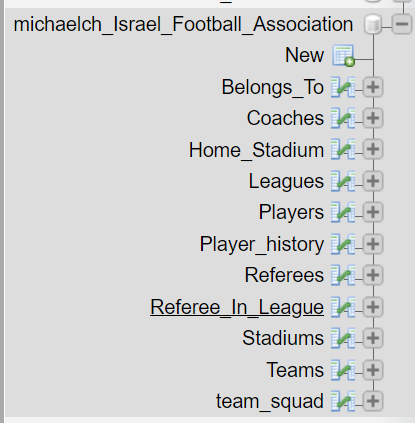 michaelch_Israel_Football_Association
New
Belongs_To
Coaches
Home_Stadium
Leagues
Players
Player_history
Referees
Referee_In_League
Stadiums
Teams
team_squad